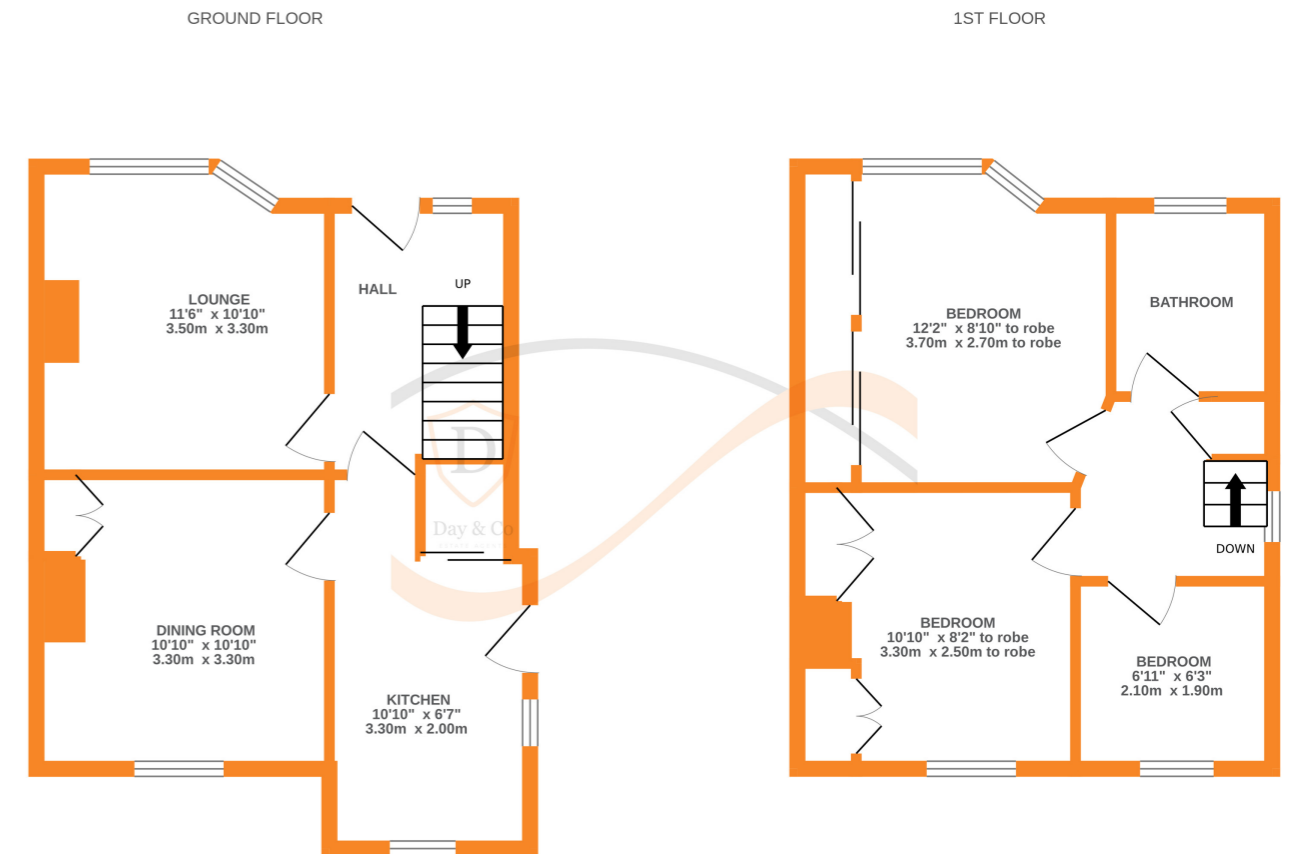 GROUND FLOOR
1ST FLOOR
LOUNGE
11'6" x 10'10"
3.50m x 3.30m
HALL
UP
D
Day & Co
DINING ROOM
10'10" x 10'10"
3.30m x 3.30m
KITCHEN
10'10" x 6'7"
3.30m x 2.00m
BEDROOM
12'2" x 8'10" to robe
3.70m x 2.70m to robe
BATHROOM
DOWN
BEDROOM
10'10" x 8'2" to robe
3.30m x 2.50m to robe
BEDROOM
6'11" x 6'3"
2.10m x 1.90m